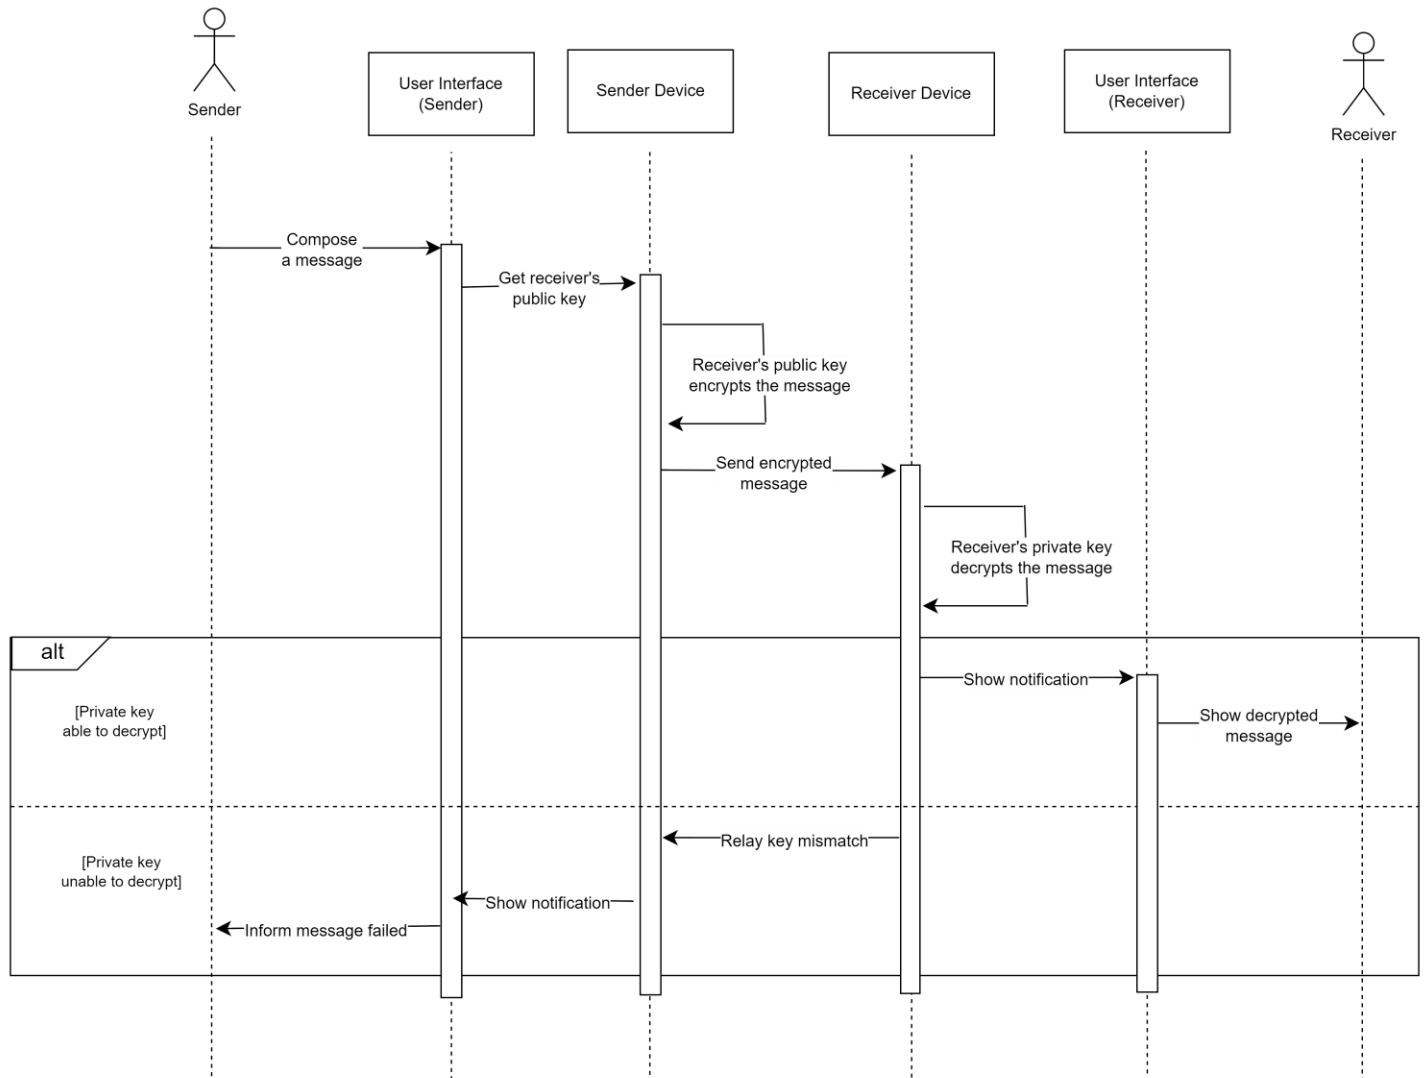 Sender
User Interface
(Sender)
Sender Device
Receiver Device
User Interface
(Receiver)
Receiver
Compose
a message
Get receiver's
public key
Receiver's public key
encrypts the message
Send encrypted
message
Receiver's private key
decrypts the message
alt
Show notification
[Private key
able to decrypt]
Show decrypted
message
Relay key mismatch
[Private key
unable to decrypt]
Show notification
Inform message failed